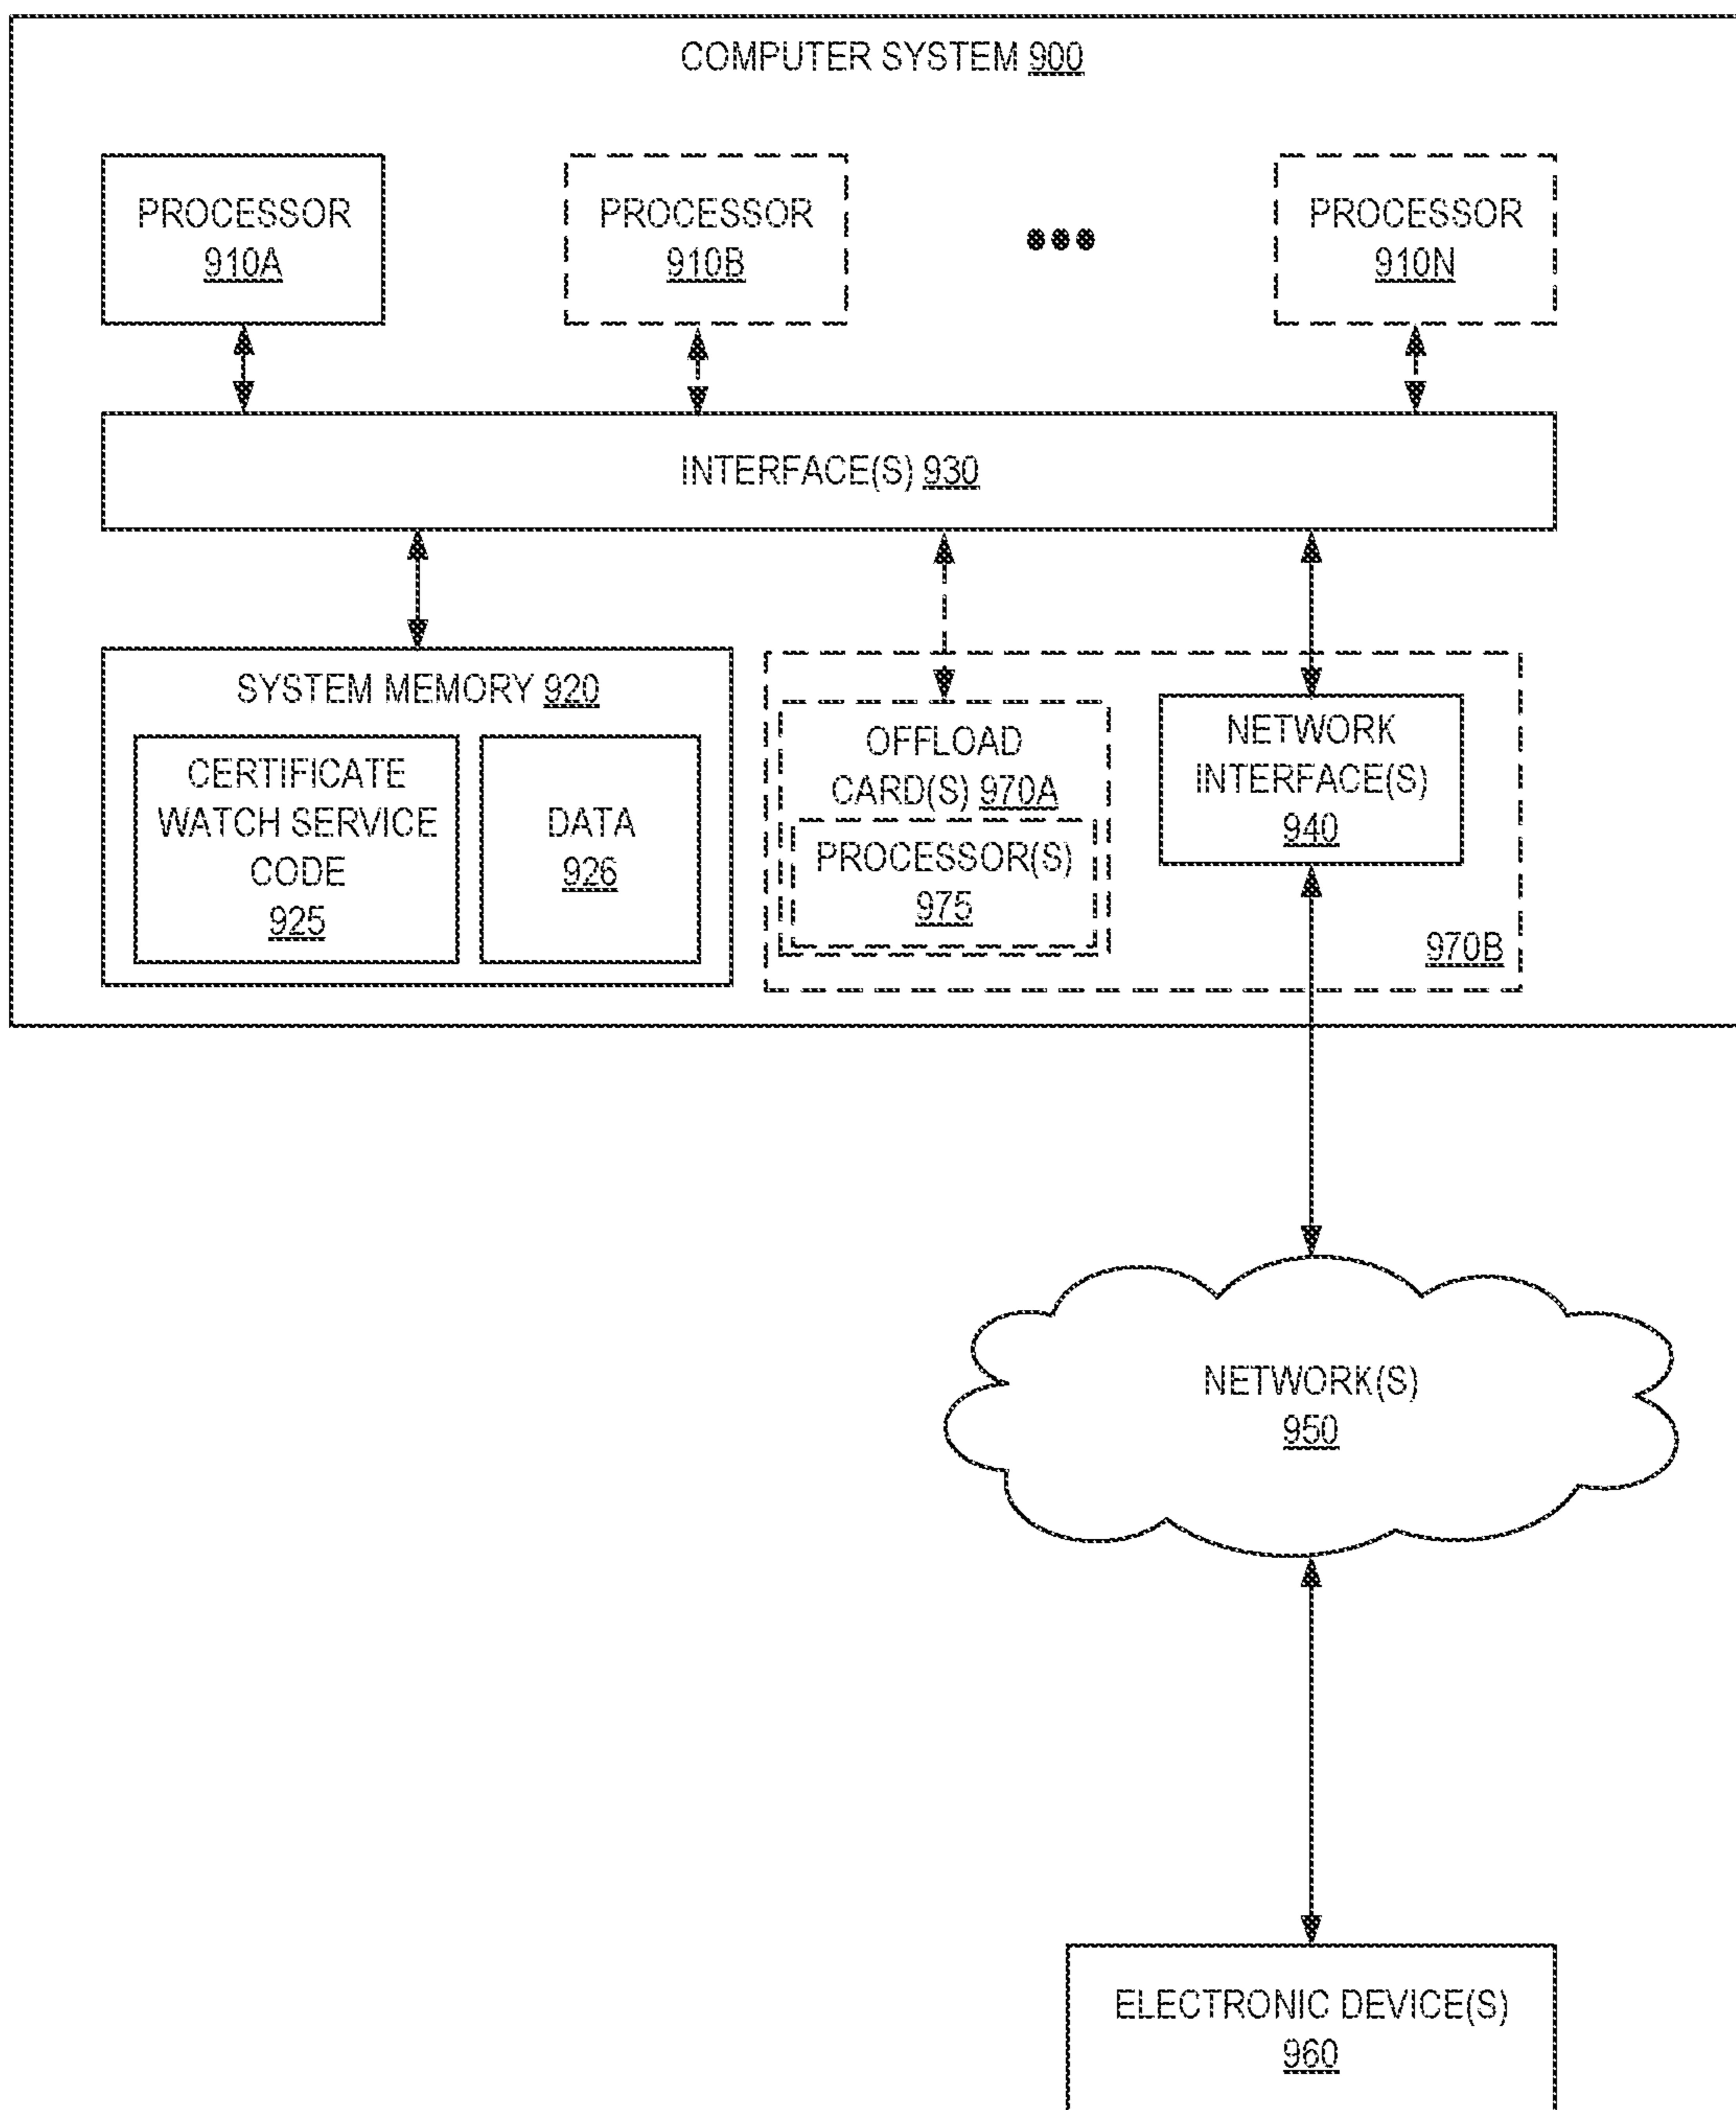 COMPUTER SYSTEM 900
PROCESSOR
910A
PROCESSOR
910B
PROCESSOR
910N
INTERFACE(S) 930
SYSTEM MEMORY 920
CERTIFICATE
WATCH SERVICE
CODE
925
DATA
926
OFFLOAD
CARD(S) 970A
PROCESSOR(S)
975
NETWORK
INTERFACE(S)
940
970B
NETWORK(S)
950
ELECTRONIC DEVICE(S)
960